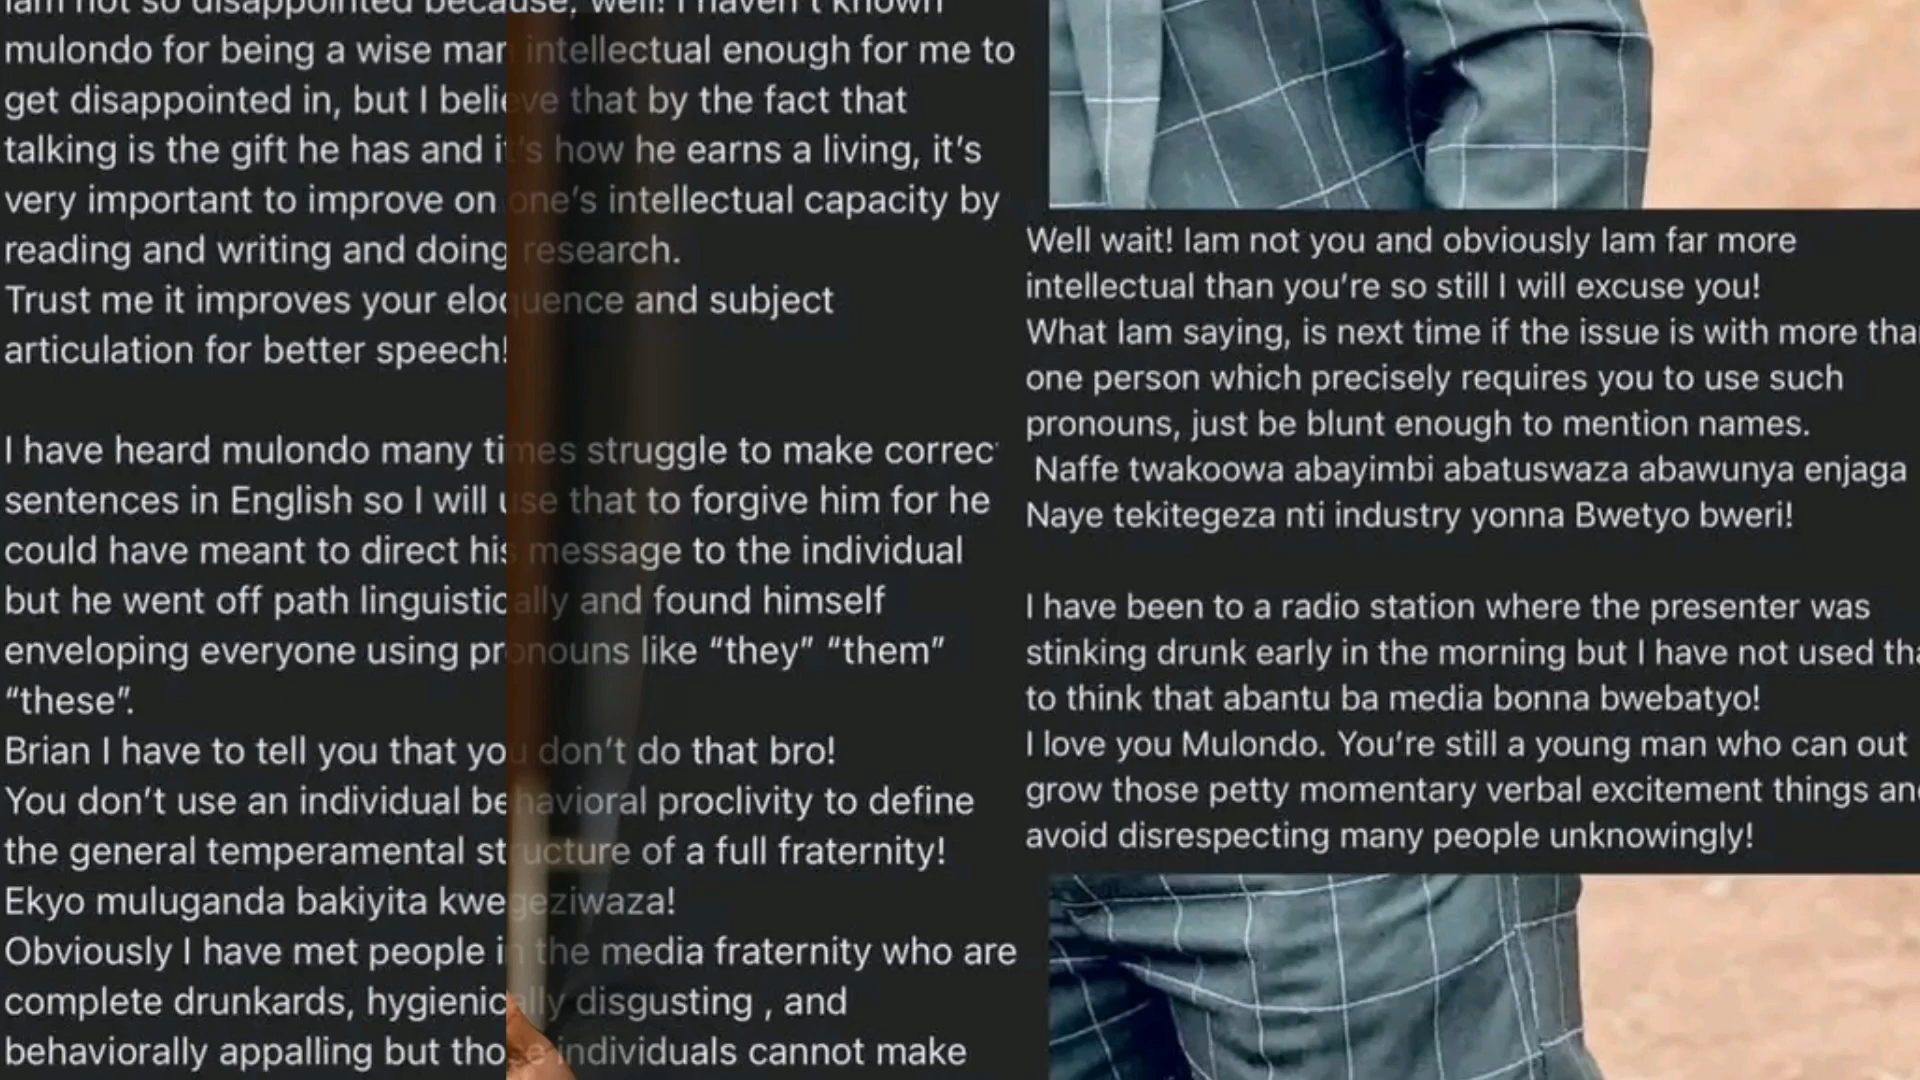 Iam not so disappointed because, well! I haven't known
mulondo for being a wise man intellectual enough for me to
get disappointed in, but I believe that by the fact that
talking is the gift he has and it's how he earns a living, it's
very important to improve on one's intellectual capacity by
reading and writing and doing research.
Trust me it improves your eloquence and subject
articulation for better speech!
I have heard mulondo many times struggle to make correc
sentences in English so I will use that to forgive him for he
could have meant to direct his message to the individual
but he went off path linguistically and found himself
enveloping everyone using pronouns like “they” “them”
“these”.
Brian I have to tell you that you don't do that bro!
You don't use an individual behavioral proclivity to define
the general temperamental structure of a full fraternity!
Ekyo muluganda bakiyita kwegeziwaza!
Obviously I have met people in the media fraternity who are
complete drunkards, hygienically disgusting , and
behaviorally appalling but those individuals cannot make
Well wait! Iam not you and obviously Iam far more
intellectual than you're so still I will excuse you!
What Iam saying, is next time if the issue is with more tha
one person which precisely requires you to use such
pronouns, just be blunt enough to mention names.
Naffe twakoowa abayimbi abatuswaza abawunya enjaga
Naye tekitegeza nti industry yonna Bwetyo bweri!
I have been to a radio station where the presenter was
stinking drunk early in the morning but I have not used tha
to think that abantu ba media bonna bwebatyo!
I love you Mulondo. You're still a young man who can out
grow those petty momentary verbal excitement things an
avoid disrespecting many people unknowingly!